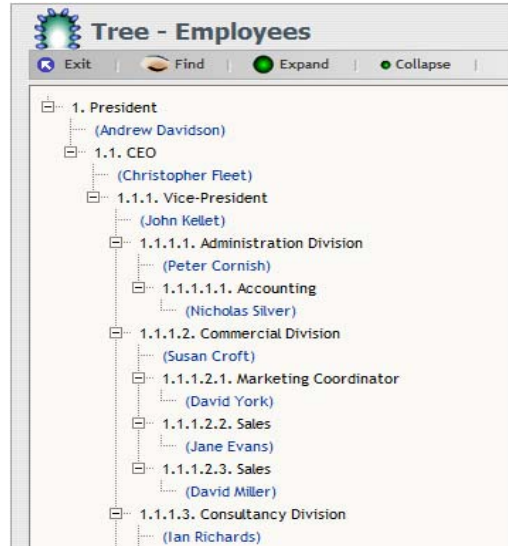 Tree - Employees
Exit | Find | Expand | Collapse |
1. President
(Andrew Davidson)
1.1. CEO
(Christopher Fleet)
1.1.1. Vice-President
(John Kellet)
1.1.1.1. Administration Division
(Peter Cornish)
1.1.1.1.1. Accounting
(Nicholas Silver)
1.1.1.2. Commercial Division
(Susan Croft)
1.1.1.2.1. Marketing Coordinator
(David York)
1.1.1.2.2. Sales
(Jane Evans)
1.1.1.2.3. Sales
(David Miller)
1.1.1.3. Consultancy Division
(Ian Richards)